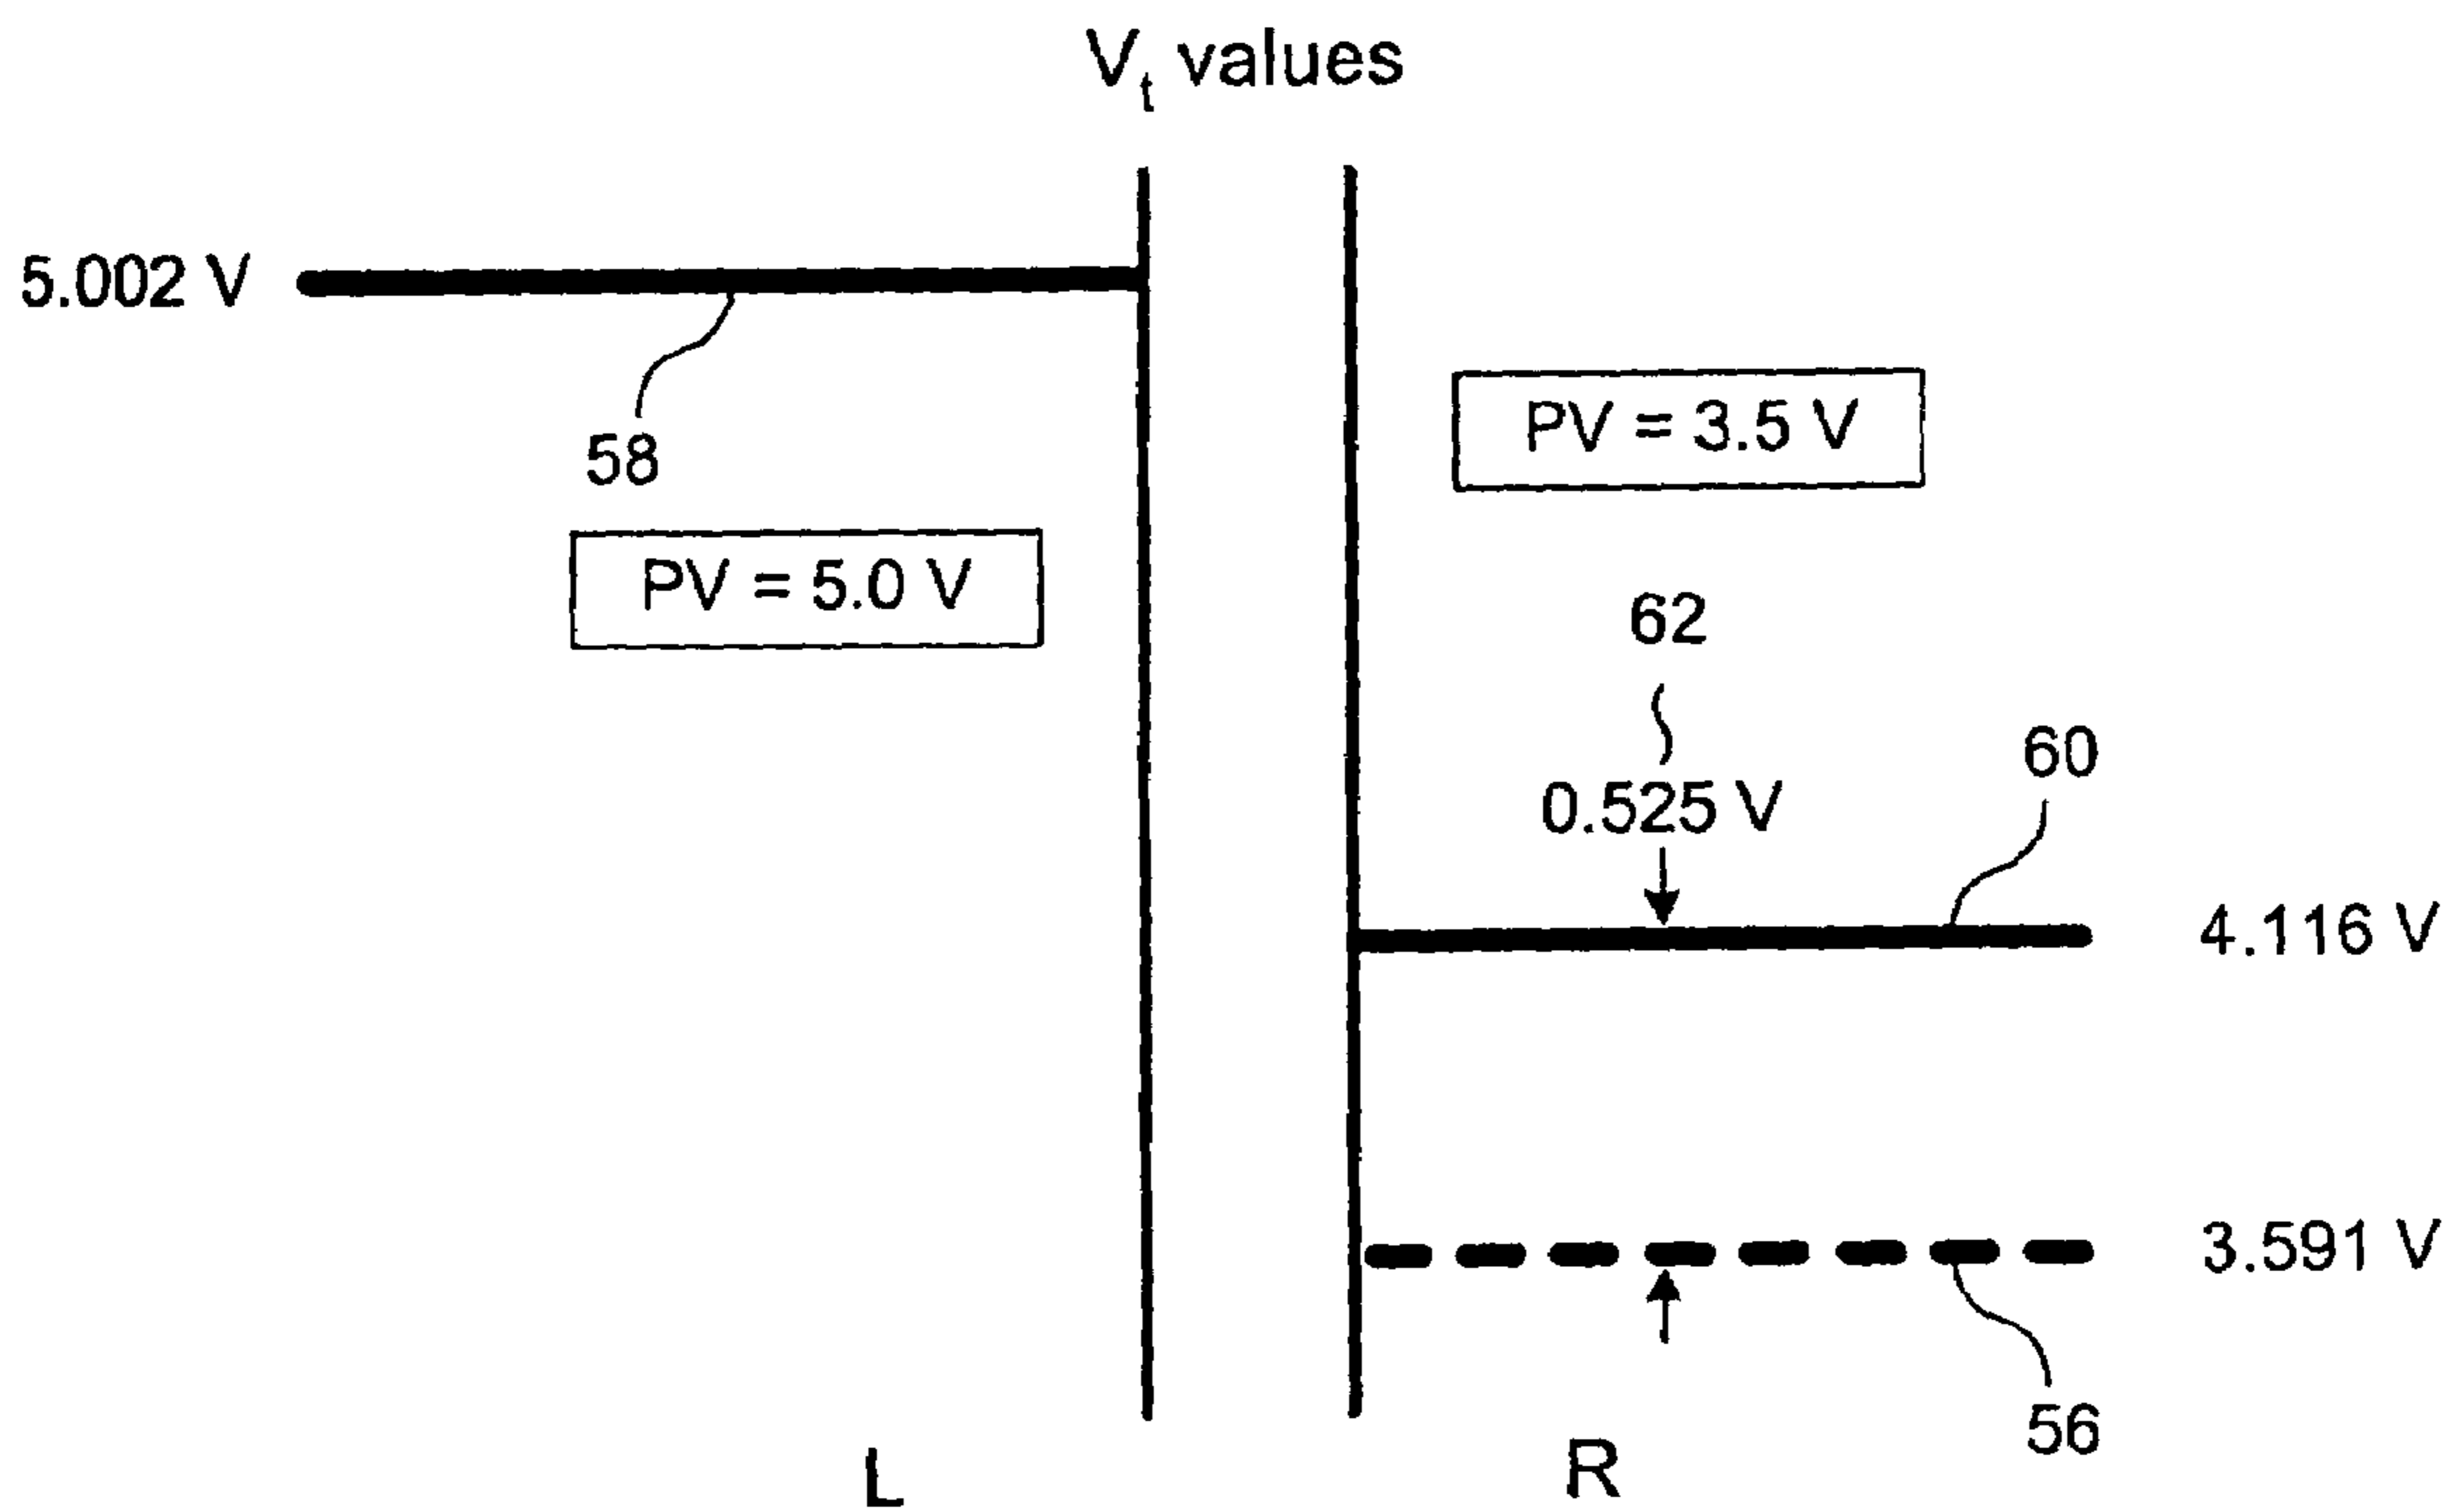 Vt values
5.002 V
58
PV = 3.5 V
PV = 5.0 V
62
60
0.525 V
4.116 V
3.591 V
56
L
R